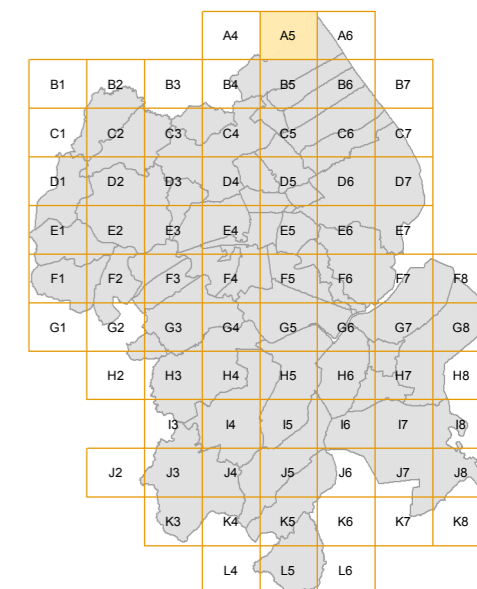 A4 A5 A6
B1 B2 B3 B4 B5 B6 B7
C1 C2 C3 C4 C5 C6 C7
D1 D2 D3 D4 D5 D6 D7
E1 E2 E3 E4 E5 E6 E7
F1 F2 F3 F4 F5 F6 F7 F8
G1 G2 G3 G4 G5 G6 G7 G8
H2 H3 H4 H5 H6 H7 H8
I3 I4 I5 I6 I7 I8
J2 J3 J4 J5 J6 J7 J8
K3 K4 K5 K6 K7 K8
L4 L5 L6